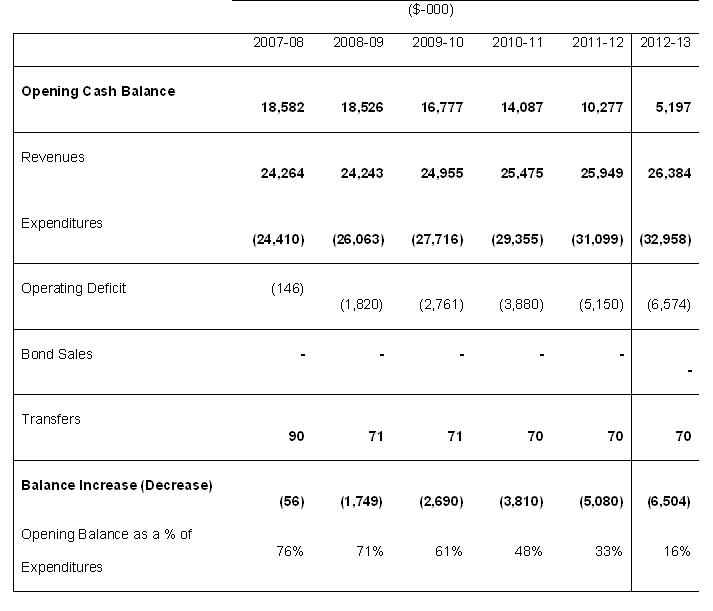 ($-000)
2007-08 2008-09 2009-10 2010-11 2011-12 2012-13
Opening Cash Balance
18,582 18,526 16,777 14,087 10,277 5,197
Revenues
24,264 24,243 24,955 25,475 25,949 26,384
Expenditures
(24,410) (26,063) (27,716) (29,355) (31,099) (32,958)
Operating Deficit (146)
(1,820) (2,761) (3,880) (5,150) (6,574)
Bond Sales - - - - -
-
Transfers
90 71 71 70 70 70
Balance Increase (Decrease)
(56) (1,749) (2,690) (3,810) (5,080) (6,504)
Opening Balance as a % of
76% 71% 61% 48% 33% 16%
Expenditures